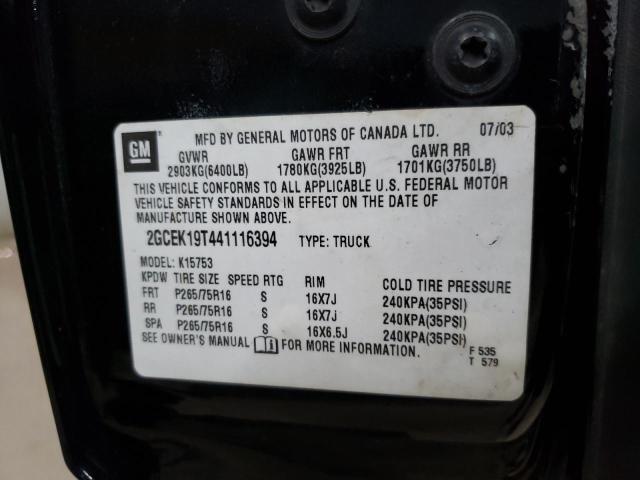 GM
MFD BY GENERAL MOTORS OF CANADA LTD. 07/03
GVWR GAWR FRT GAWR RR
2903KG(6400LB) 1780KG(3925LB) 1701KG(3750LB)
THIS VEHICLE CONFORMS TO ALL APPLICABLE U.S. FEDERAL MOTOR
VEHICLE SAFETY STANDARDS IN EFFECT ON THE DATE OF
MANUFACTURE SHOWN ABOVE.
2GCEK19T441116394 TYPE: TRUCK
MODEL: K15753
KPDW TIRE SIZE SPEED RTG RIM COLD TIRE PRESSURE
FRT P265/75R16 S 16X7J 240KPA(35PSI)
RR P265/75R16 S 16X7J 240KPA(35PSI)
SPA P265/75R16 S 16X6.5J 240KPA(35PSI)
SEE OWNER'S MANUAL FOR MORE INFORMATION.
F 535
T 579